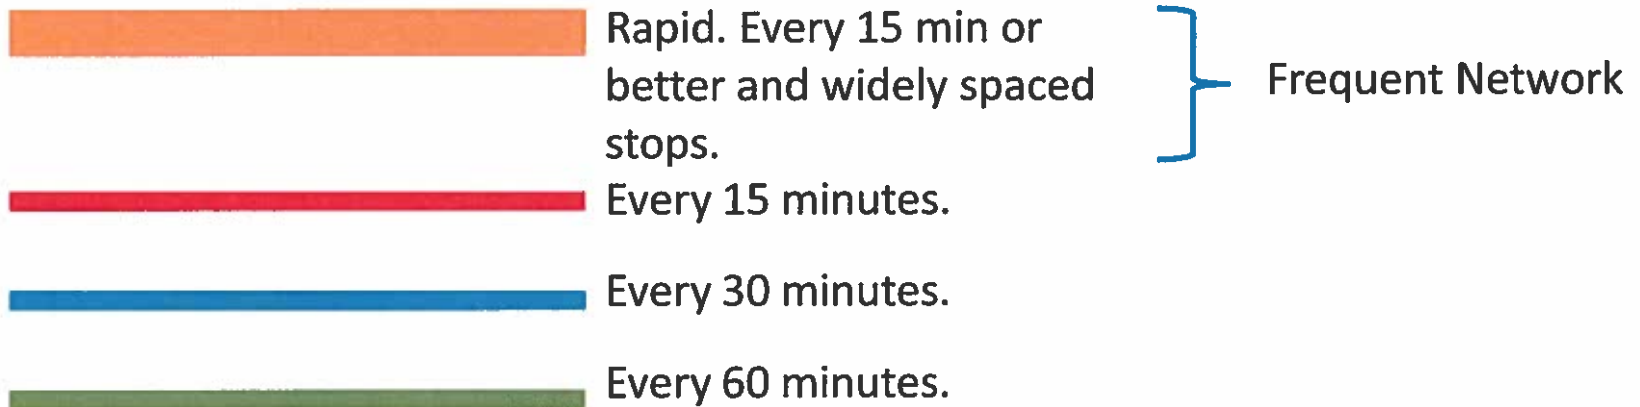 Rapid. Every 15 min or
better and widely spaced
stops.
Frequent Network
Every 15 minutes.
Every 30 minutes.
Every 60 minutes.